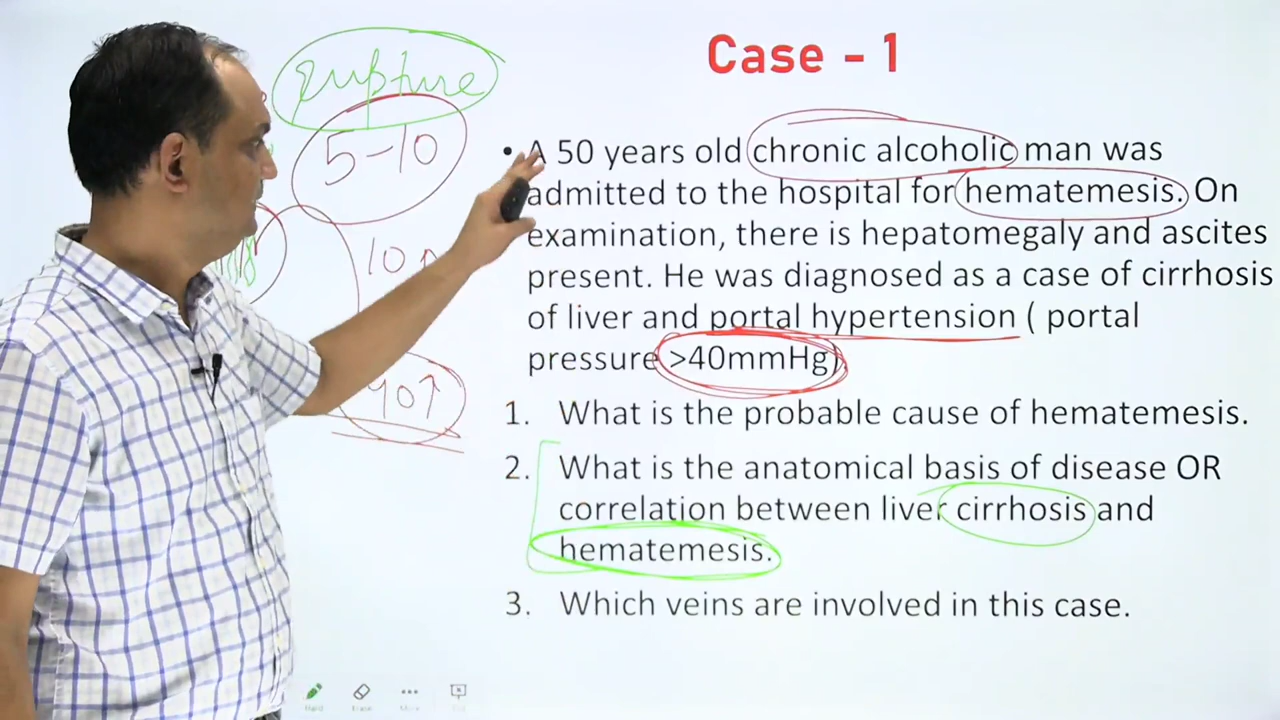 Case - 1
rupture
5-10
10
40↑
• A 50 years old chronic alcoholic man was
admitted to the hospital for hematemesis. On
examination, there is hepatomegaly and ascites
present. He was diagnosed as a case of cirrhosis
of liver and portal hypertension ( portal
pressure >40mmHg)
1. What is the probable cause of hematemesis.
2. What is the anatomical basis of disease OR
correlation between liver cirrhosis and
hematemesis.
3. Which veins are involved in this case.
Erase
More